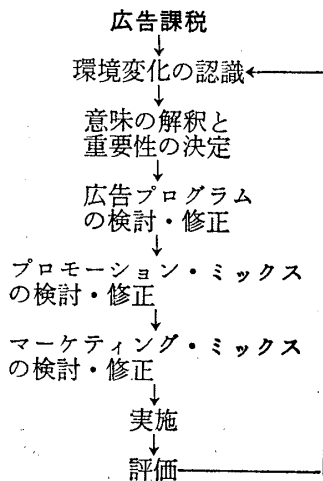 広告課税
環境変化の認識
意味の解釈と
重要性の決定
広告プログラム
の検討・修正
プロモーション・ミックス
の検討・修正
マーケティング・ミックス
の検討・修正
実施
評価